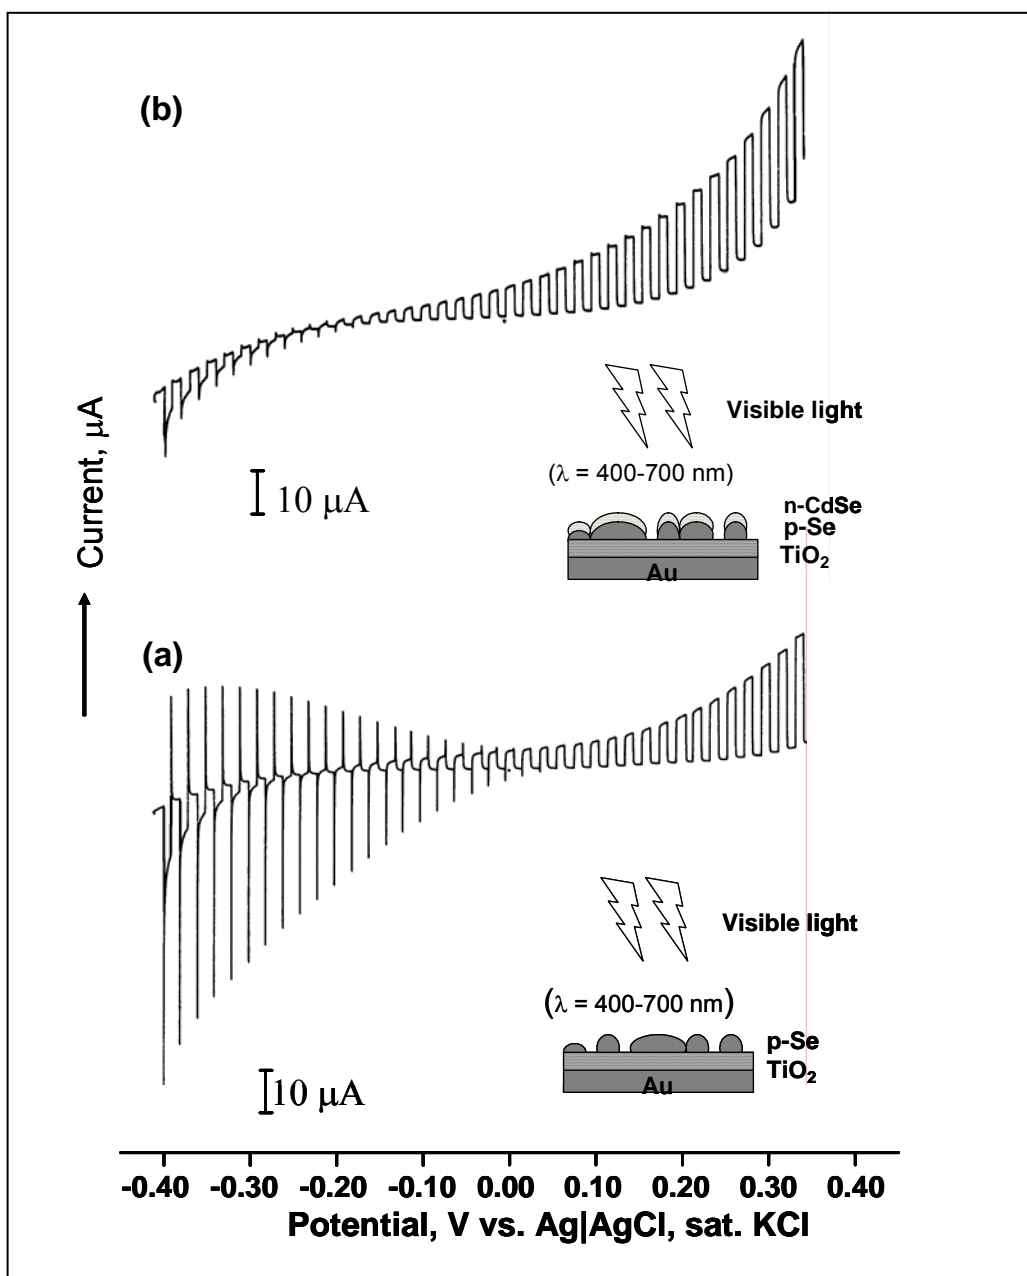 (b)
Visible light
(λ = 400-700 nm)
10 μA
n-CdSe
p-Se
TiO₂
Au
Current, μA
(a)
Visible light
(λ = 400-700 nm)
p-Se
TiO₂
Au
10 μA
-0.40 -0.30 -0.20 -0.10 0.00 0.10 0.20 0.30 0.40
Potential, V vs. Ag|AgCl, sat. KCl